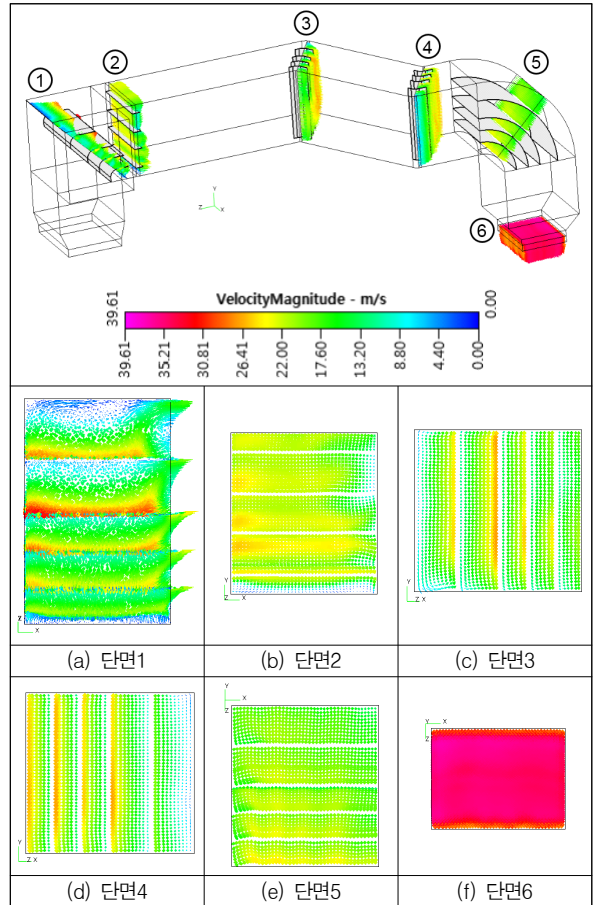 ① ② ③ ④ ⑤ ⑥
Y
Z X
VelocityMagnitude - m/s
39.61 0.00
39.61 35.21 30.81 26.41 22.00 17.60 13.20 8.80 4.40 0.00
Y
Z X
Y
Z X
(a) 단면1 (b) 단면2 (c) 단면3
Y
Z X
Y
X
Z
Y X
Z
(d) 단면4 (e) 단면5 (f) 단면6